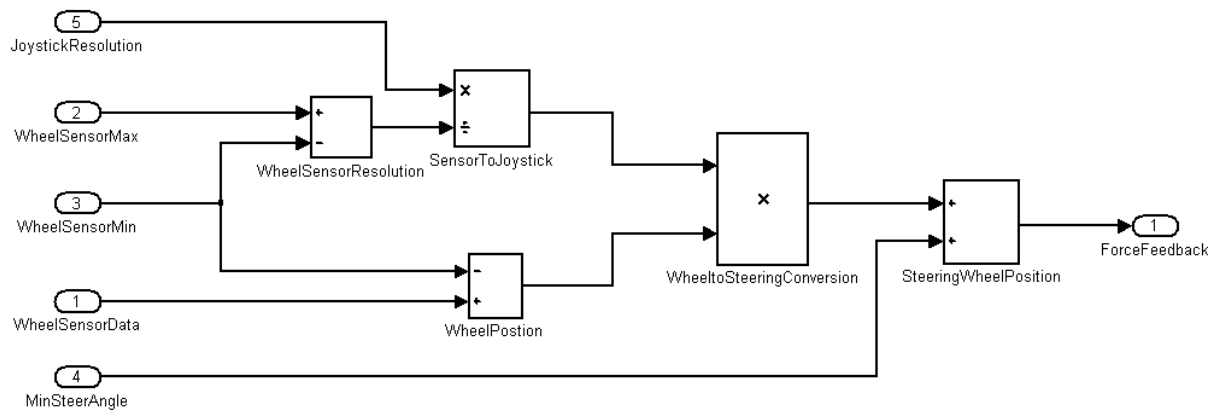 5
JoystickResolution
2
WheelSensorMax
+
-
WheelSensorResolution
×
÷
SensorToJoystick
3
WheelSensorMin
×
WheeltoSteeringConversion
+
+
SteeringWheelPosition
1
ForceFeedback
-
+
WheelPostion
1
WheelSensorData
4
MinSteerAngle